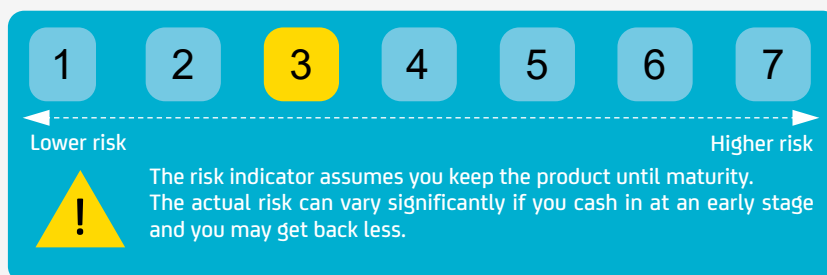 1 2 3 4 5 6 7
Lower risk Higher risk
!
The risk indicator assumes you keep the product until maturity.
The actual risk can vary significantly if you cash in at an early stage
and you may get back less.